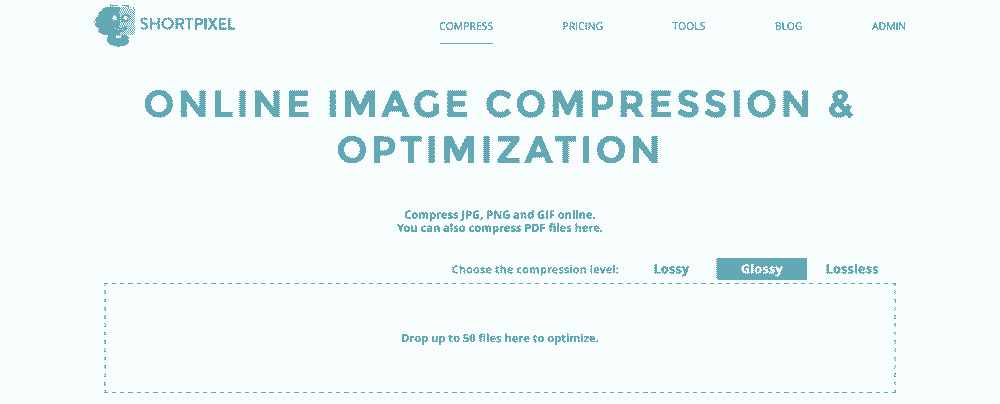 SHORTPIXEL
COMPRESS
PRICING
TOOLS
BLOG
ADMIN
ONLINE IMAGE COMPRESSION &
OPTIMIZATION
Compress JPG, PNG and GIF online.
You can also compress PDF files here.
Choose the compression level:
Lossy
Glossy
Lossless
Drop up to 50 files here to optimize.